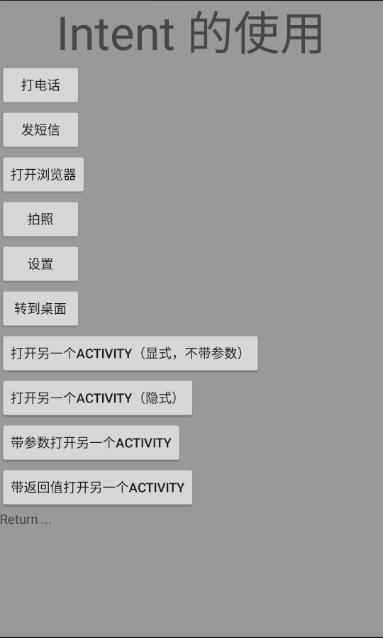 Intent 的使用
打电话
发短信
打开浏览器
拍照
设置
转到桌面
打开另一个ACTIVITY（显式，不带参数）
打开另一个ACTIVITY（隐式）
带参数打开另一个ACTIVITY
带返回值打开另一个ACTIVITY
Return ...